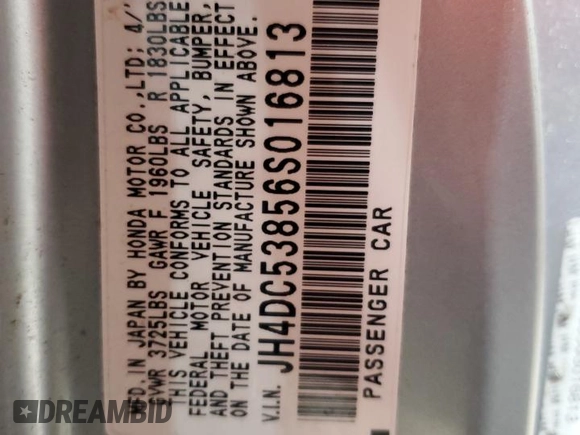 MFD. IN JAPAN BY HONDA MOTOR CO., LTD; 4/
GVWR 3725LBS GAWR F 1960LBS R 1830LBS
THIS VEHICLE CONFORMS TO ALL APPLICABLE
FEDERAL MOTOR VEHICLE SAFETY, BUMPER,
AND THEFT PREVENTION STANDARDS IN EFFECT
ON THE DATE OF MANUFACTURE SHOWN ABOVE.
V.I.N. JH4DC53856S016813
PASSENGER CAR
DREAMBID